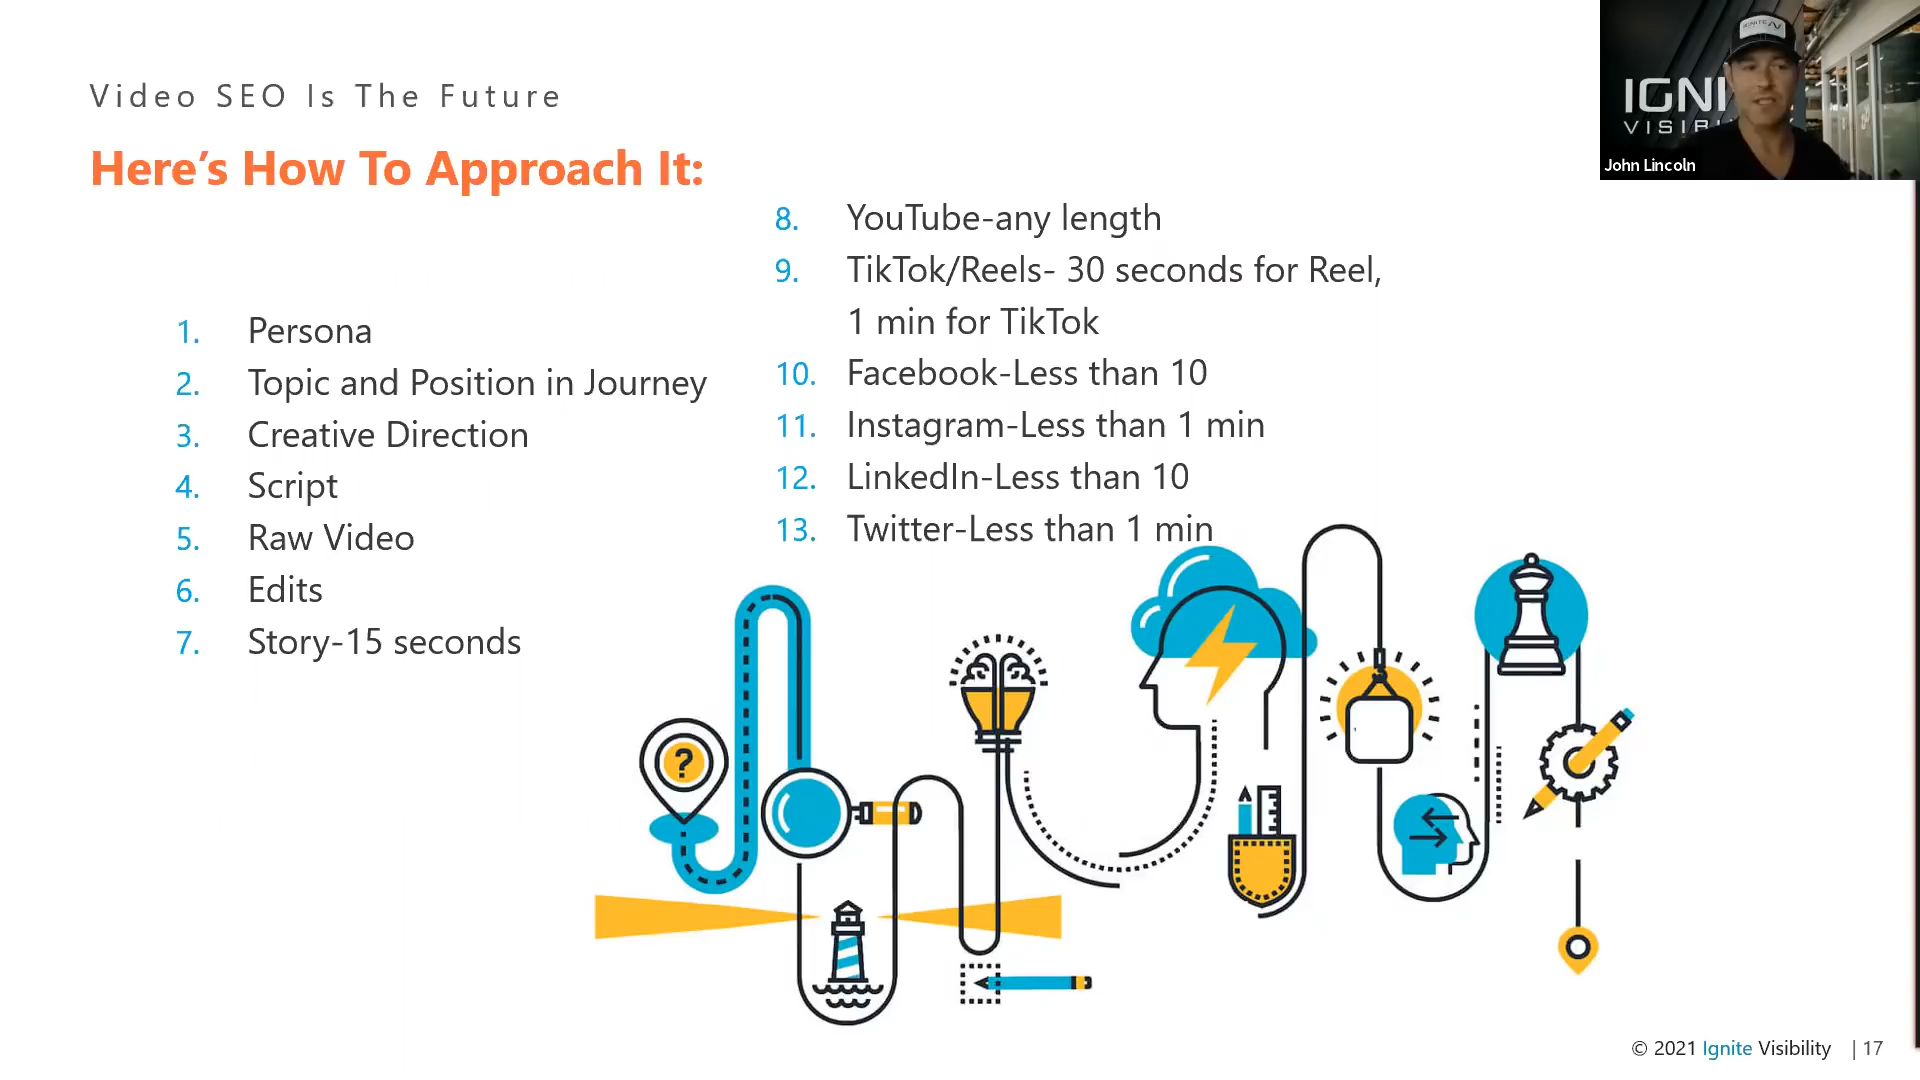 Video SEO Is The Future
Here's How To Approach It:
1. Persona
2. Topic and Position in Journey
3. Creative Direction
4. Script
5. Raw Video
6. Edits
7. Story-15 seconds
8. YouTube-any length
9. TikTok/Reels- 30 seconds for Reel,
1 min for TikTok
10. Facebook-Less than 10
11. Instagram-Less than 1 min
12. LinkedIn-Less than 10
13. Twitter-Less than 1 min
?
IGNI
VISIBI
John Lincoln
© 2021 Ignite Visibility | 17